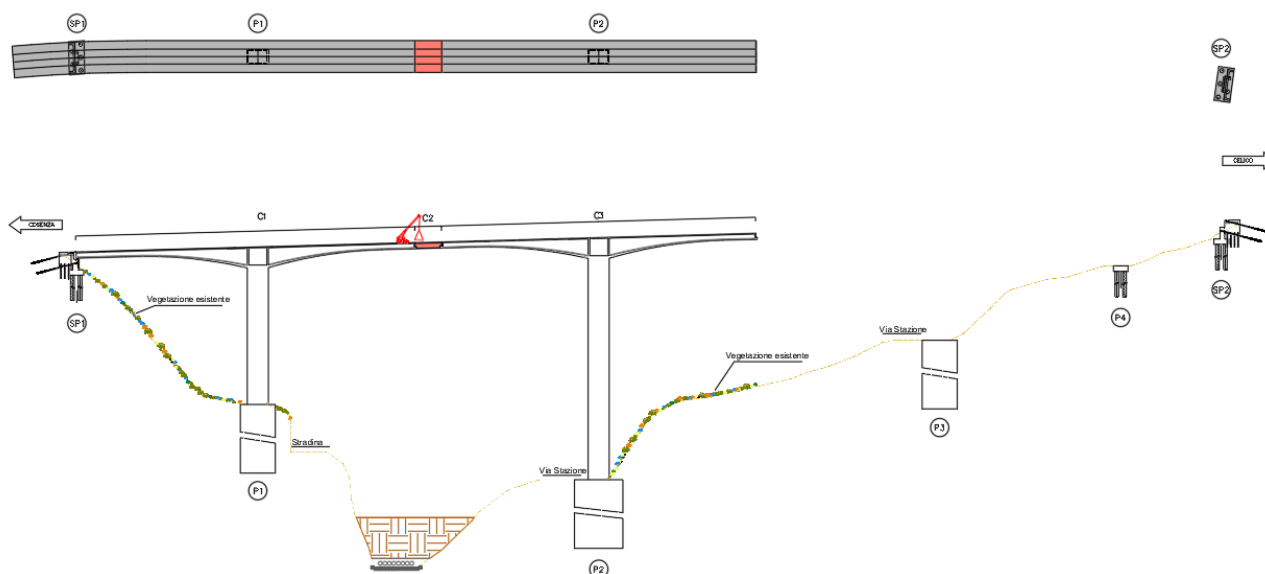 SP1
P1
P2
SP2
CELICO
COSENZA
C1
C2
C3
Vegetazione esistente
SP1
SP2
P4
Via Stazione
Vegetazione esistente
P3
Stradina
Via Stazione
P1
P2